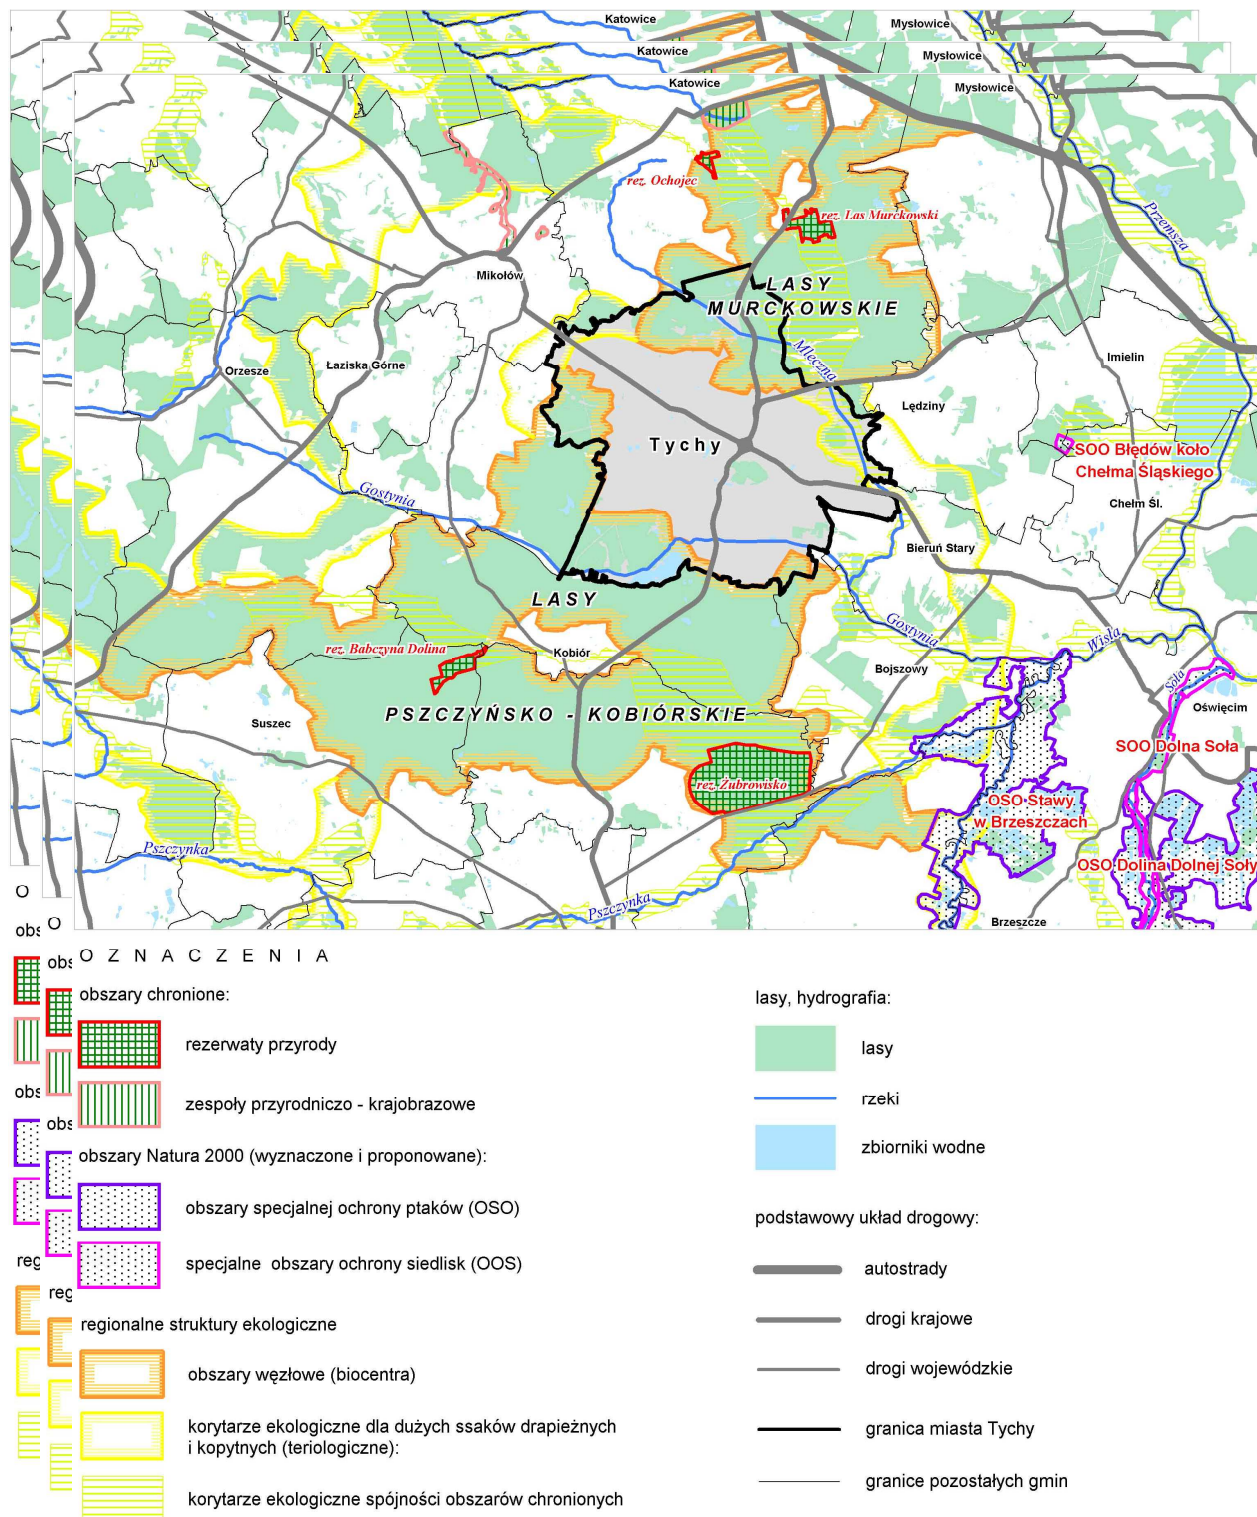 Katowice
Mysłowice
Katowice
Mysłowice
Katowice
Mysłowice
rez. Ochojec
rez. Las Murckowski
Przemsza
Mikołów
LASY
MURCKOWSKIE
Mleczna
Imielin
Orzesze
Łaziska Górne
Lędziny
Tychy
SOO Błędów koło
Chełma Śląskiego
Gostynia
Chełm Śl.
Bieruń Stary
LASY
Gostynia
Wisła
rez. Babczyna Dolina
Kobiór
Bojszowy
Soła
Oświęcim
Suszec
PSZCZYŃSKO - KOBIÓRSKIE
SOO Dolna Soła
rez. Żubrowisko
OSO Stawy
w Brzeszczach
Pszczynka
OSO Dolina Dolnej Soły
Pszczynka
Brzeszcze
O
O
obs
obs
O Z N A C Z E N I A
obszary chronione:
rezerwaty przyrody
zespoły przyrodniczo - krajobrazowe
obs
obs
obszary Natura 2000 (wyznaczone i proponowane):
obszary specjalnej ochrony ptaków (OSO)
specjalne obszary ochrony siedlisk (OOS)
reg
reg
regionalne struktury ekologiczne
obszary węzłowe (biocentra)
korytarze ekologiczne dla dużych ssaków drapieżnych
i kopytnych (teriologiczne):
korytarze ekologiczne spójności obszarów chronionych
lasy, hydrografia:
lasy
rzeki
zbiorniki wodne
podstawowy układ drogowy:
autostrady
drogi krajowe
drogi wojewódzkie
granica miasta Tychy
granice pozostałych gmin